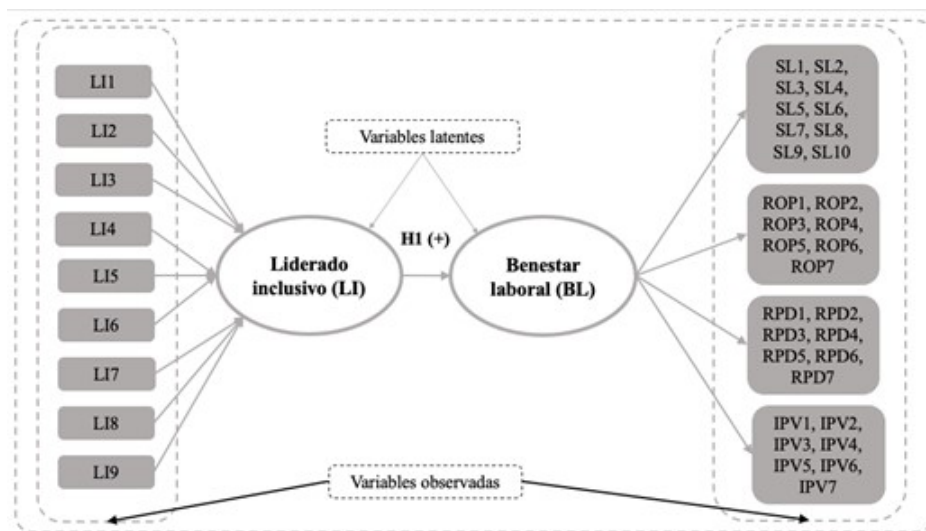 LI1
LI2
LI3
LI4
LI5
LI6
LI7
LI8
LI9
Variables latentes
Liderado
inclusivo (LI)
H1 (+)
Benestar
laboral (BL)
SL1, SL2,
SL3, SL4,
SL5, SL6,
SL7, SL8,
SL9, SL10
ROP1, ROP2,
ROP3, ROP4,
ROP5, ROP6,
ROP7
RPD1, RPD2,
RPD3, RPD4,
RPD5, RPD6,
RPD7
IPV1, IPV2,
IPV3, IPV4,
IPV5, IPV6,
IPV7
Variables observadas